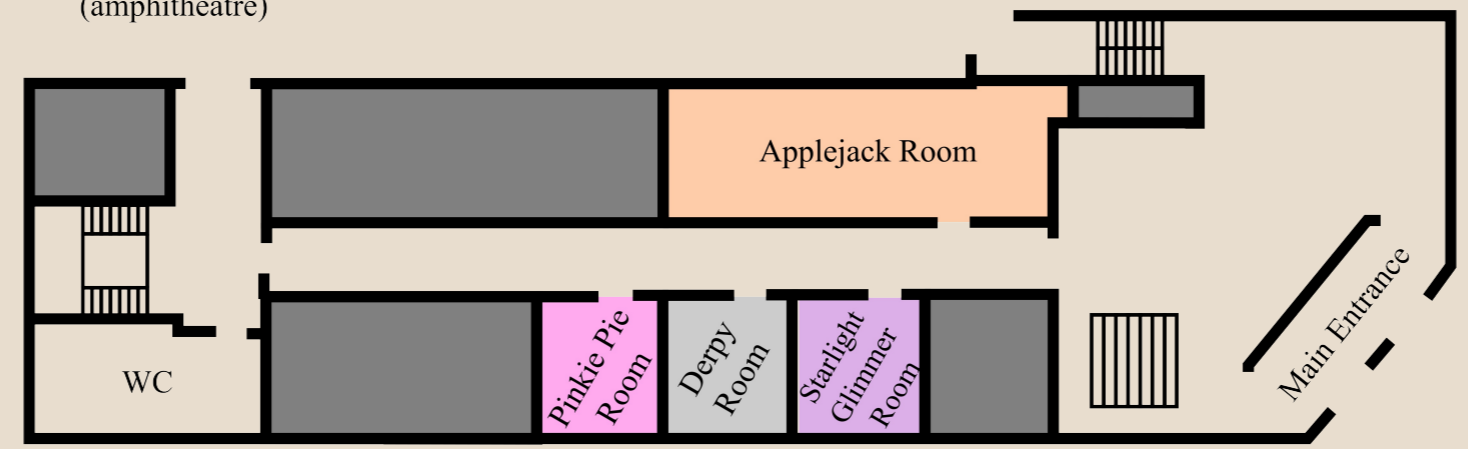 (amphitheatre)
Applejack Room
Main Entrance
WC
Pinkie Pie
Room
Derpy
Room
Starlight
Glimmer
Room